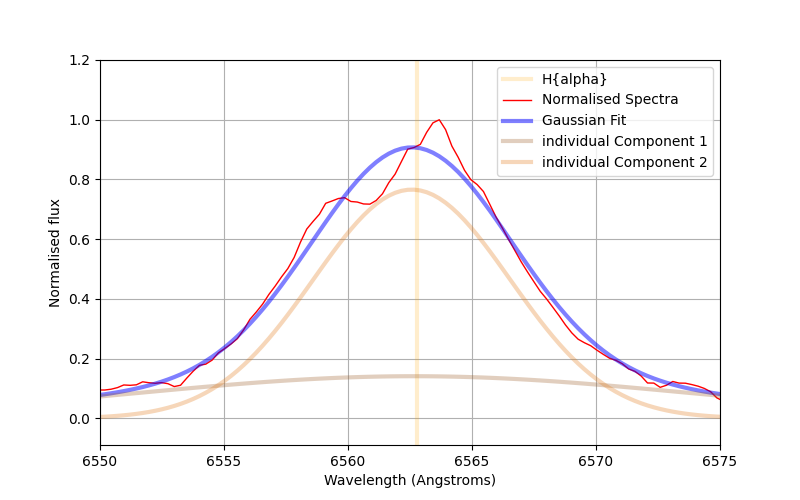 1.2
1.0
0.8
0.6
0.4
0.2
0.0
Normalised flux
H{alpha}
Normalised Spectra
Gaussian Fit
individual Component 1
individual Component 2
6550 6555 6560 6565 6570 6575
Wavelength (Angstroms)